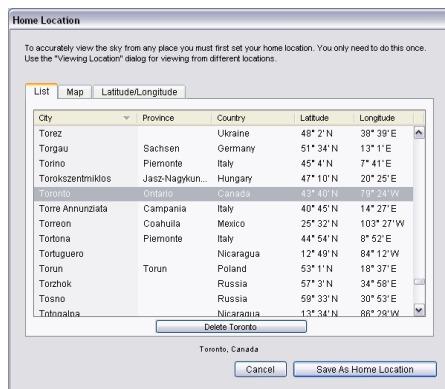 Home Location
To accurately view the sky from any place you must first set your home location. You only need to do this once.
Use the "Viewing Location" dialog for viewing from different locations.
List Map Latitude/Longitude
City Province Country Latitude Longitude
Torez Ukraine 48° 2' N 38° 39' E
Torgau Sachsen Germany 51° 34' N 13° 1' E
Torino Piemonte Italy 45° 4' N 7° 41' E
Torokszentmiklos Jasz-Nagykun... Hungary 47° 10' N 20° 25' E
Toronto Ontario Canada 43° 40' N 79° 24' W
Torre Annunziata Campania Italy 40° 45' N 14° 27' E
Torreon Coahuila Mexico 25° 32' N 103° 27' W
Tortona Piemonte Italy 44° 54' N 8° 52' E
Tortuguero Nicaragua 12° 49' N 84° 12' W
Torun Torun Poland 53° 1' N 18° 37' E
Torzhok Russia 57° 3' N 34° 58' E
Tosno Russia 59° 33' N 30° 53' E
Totogalpa Nicaragua 13° 34' N 86° 29' W
Delete Toronto
Toronto, Canada
Cancel Save As Home Location